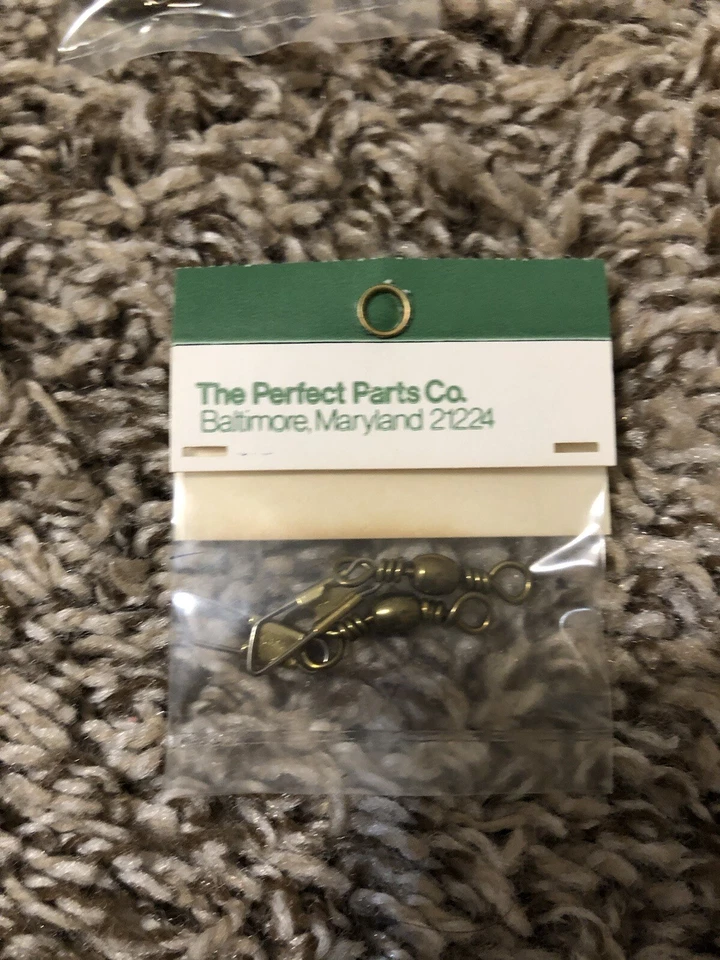 The Perfect Parts Co.
Baltimore, Maryland 21224